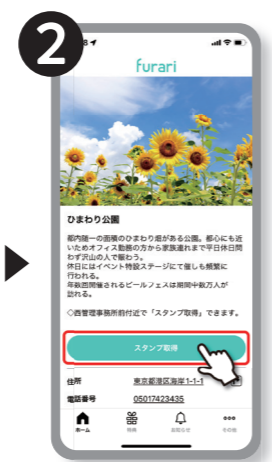 2
8
furari
ひまわり公園
都内随一の面積のひまわり畑がある公園。都心にも近
いためオフィス勤務の方から家族連れまで平日休日問
わず沢山の人で賑わう。
休日にはイベント特設ステージにて催しも頻繁に
行われる。
年数回開催されるビールフェスは期間中数万人が
訪れる。
◇西管理事務所前付近で「スタンプ取得」できます。
スタンプ取得
住所 東京都港区海岸1-1-1
電話番号 05017423435
ホーム 特典 お知らせ その他